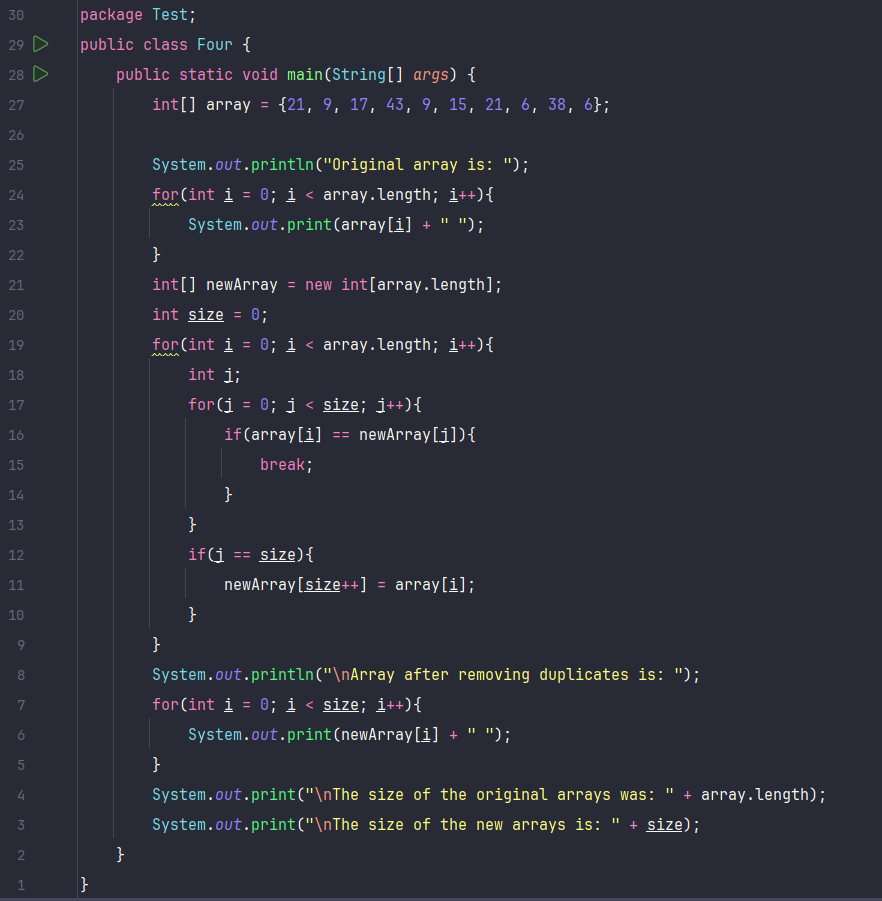 30 package Test;
29 public class Four {
28     public static void main(String[] args) {
27         int[] array = {21, 9, 17, 43, 9, 15, 21, 6, 38, 6};
26
25         System.out.println("Original array is: ");
24         for(int i = 0; i < array.length; i++){
23             System.out.print(array[i] + " ");
22         }
21         int[] newArray = new int[array.length];
20         int size = 0;
19         for(int i = 0; i < array.length; i++){
18             int j;
17             for(j = 0; j < size; j++){
16                 if(array[i] == newArray[j]){
15                     break;
14                 }
13             }
12             if(j == size){
11                 newArray[size++] = array[i];
10             }
9         }
8         System.out.println("\nArray after removing duplicates is: ");
7         for(int i = 0; i < size; i++){
6             System.out.print(newArray[i] + " ");
5         }
4         System.out.print("\nThe size of the original arrays was: " + array.length);
3         System.out.print("\nThe size of the new arrays is: " + size);
2     }
1 }